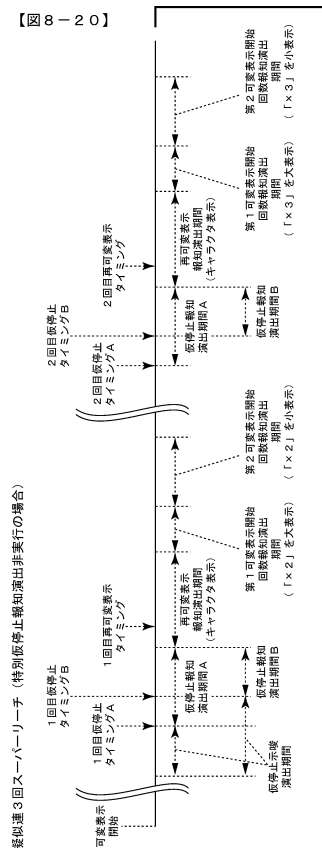 【図８－２０】
疑似連３回スーパーリーチ（特別仮停止報知演出非実行の場合）
可変表示
開始
１回目仮停止
タイミングＡ
１回目仮停止
タイミングＢ
１回目再可変表示
タイミング
２回目仮停止
タイミングＡ
２回目仮停止
タイミングＢ
２回目再可変表示
タイミング
仮停止示唆
演出期間
仮停止報知
演出期間Ａ
仮停止報知
演出期間Ｂ
再可変表示
報知演出期間
（キャラクタ表示）
第１可変表示開始
回数報知演出
期間
（「×２」を大表示）
第２可変表示開始
回数報知演出
期間
（「×２」を小表示）
仮停止報知
演出期間Ａ
仮停止報知
演出期間Ｂ
再可変表示
報知演出期間
（キャラクタ表示）
第１可変表示開始
回数報知演出
期間
（「×３」を大表示）
第２可変表示開始
回数報知演出
期間
（「×３」を小表示）